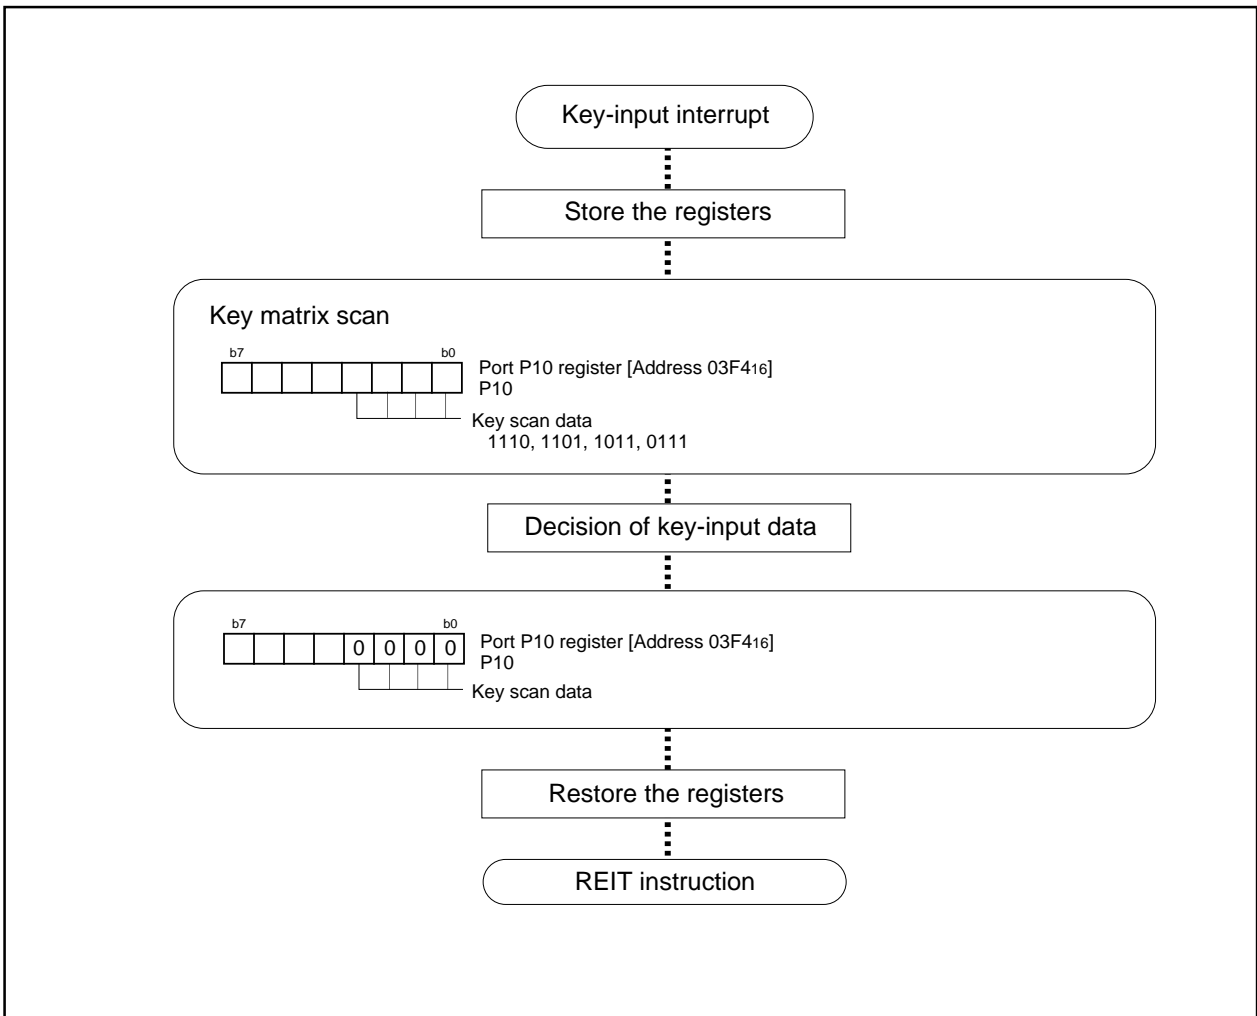 Key-input interrupt
Store the registers
Key matrix scan
b7 b0
Port P10 register [Address 03F416]
P10
Key scan data
1110, 1101, 1011, 0111
Decision of key-input data
b7 b0
0 0 0 0
Port P10 register [Address 03F416]
P10
Key scan data
Restore the registers
REIT instruction